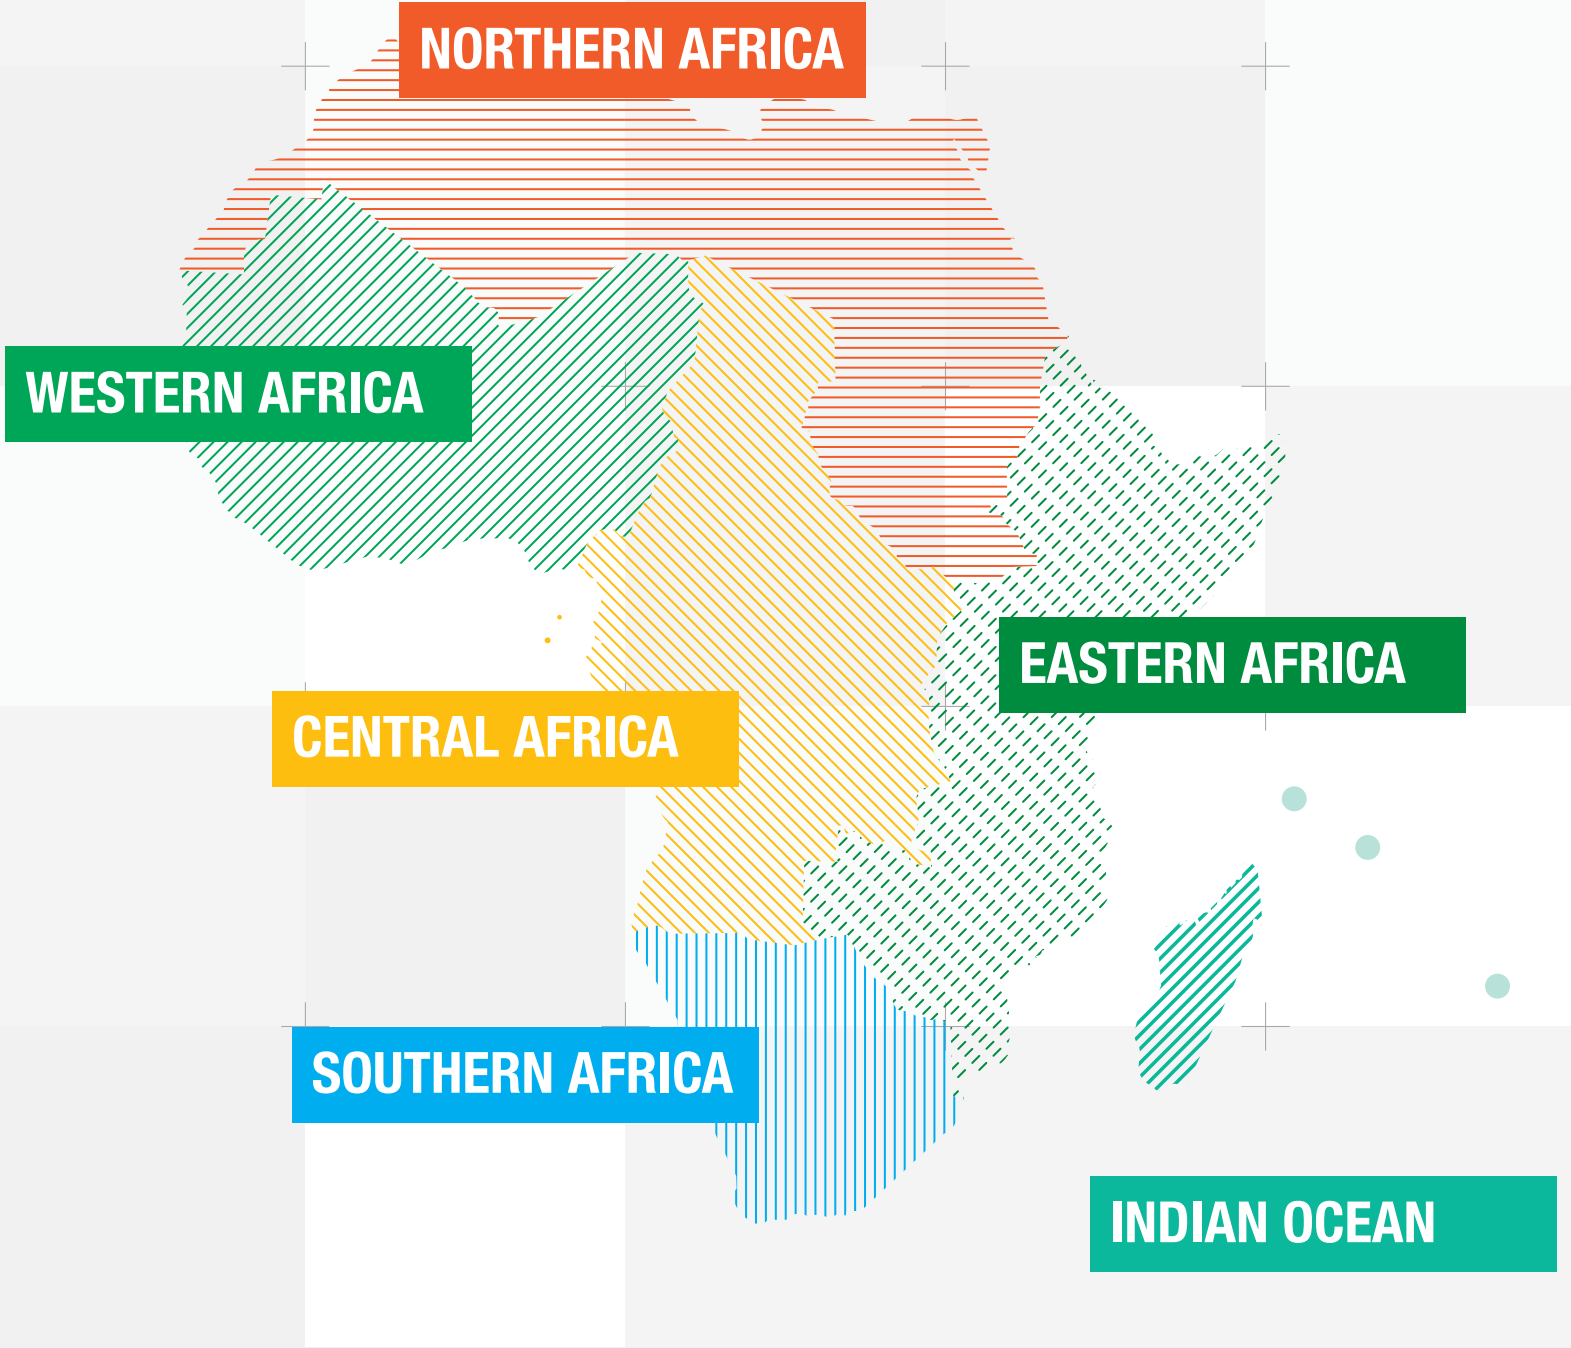 NORTHERN AFRICA
WESTERN AFRICA
EASTERN AFRICA
CENTRAL AFRICA
SOUTHERN AFRICA
INDIAN OCEAN